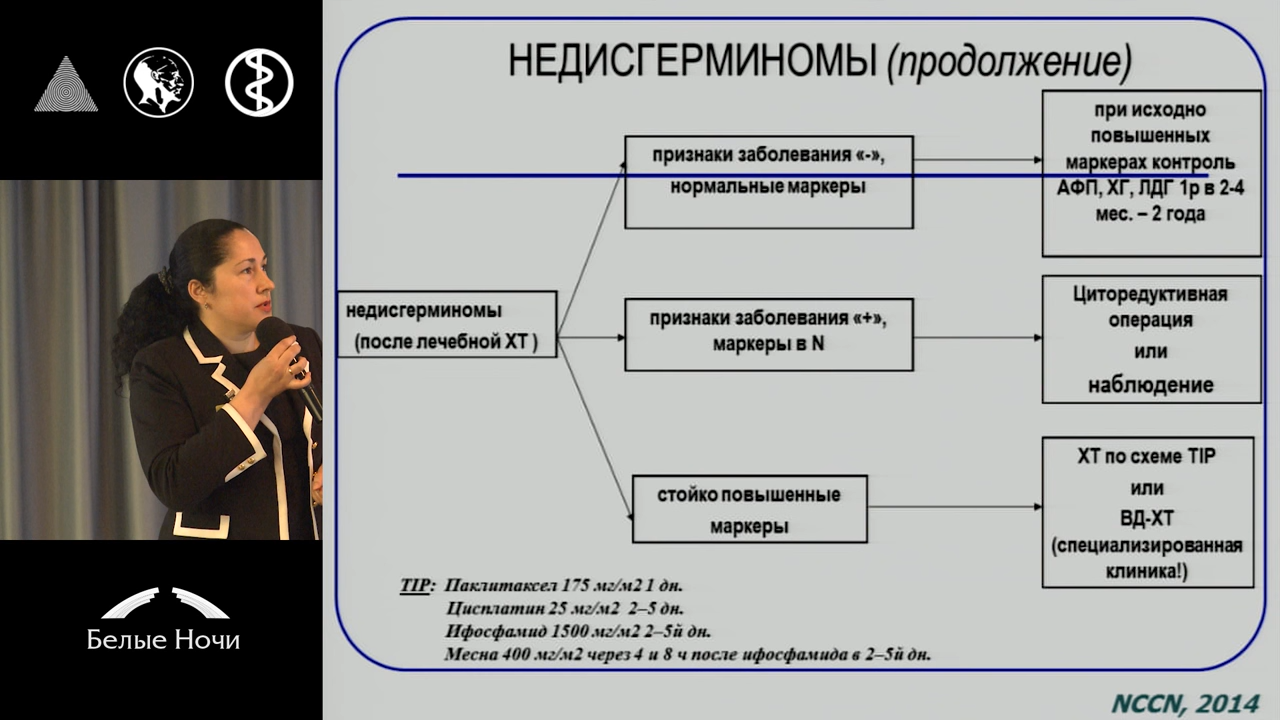 НЕДИСГЕРМИНОМЫ (продолжение)
недисгерминомы
(после лечебной ХТ )
признаки заболевания «-»,
нормальные маркеры
при исходно
повышенных
маркерах контроль
АФП, ХГ, ЛДГ 1р в 2-4
мес. – 2 года
признаки заболевания «+»,
маркеры в N
Циторедуктивная
операция
или
наблюдение
стойко повышенные
маркеры
ХТ по схеме TIP
или
ВД-ХТ
(специализированная
клиника!)
TIP: Паклитаксел 175 мг/м2 1 дн.
Цисплатин 25 мг/м2 2–5 дн.
Ифосфамид 1500 мг/м2 2–5й дн.
Месна 400 мг/м2 через 4 и 8 ч после ифосфамида в 2–5й дн.
NCCN, 2014
Белые Ночи